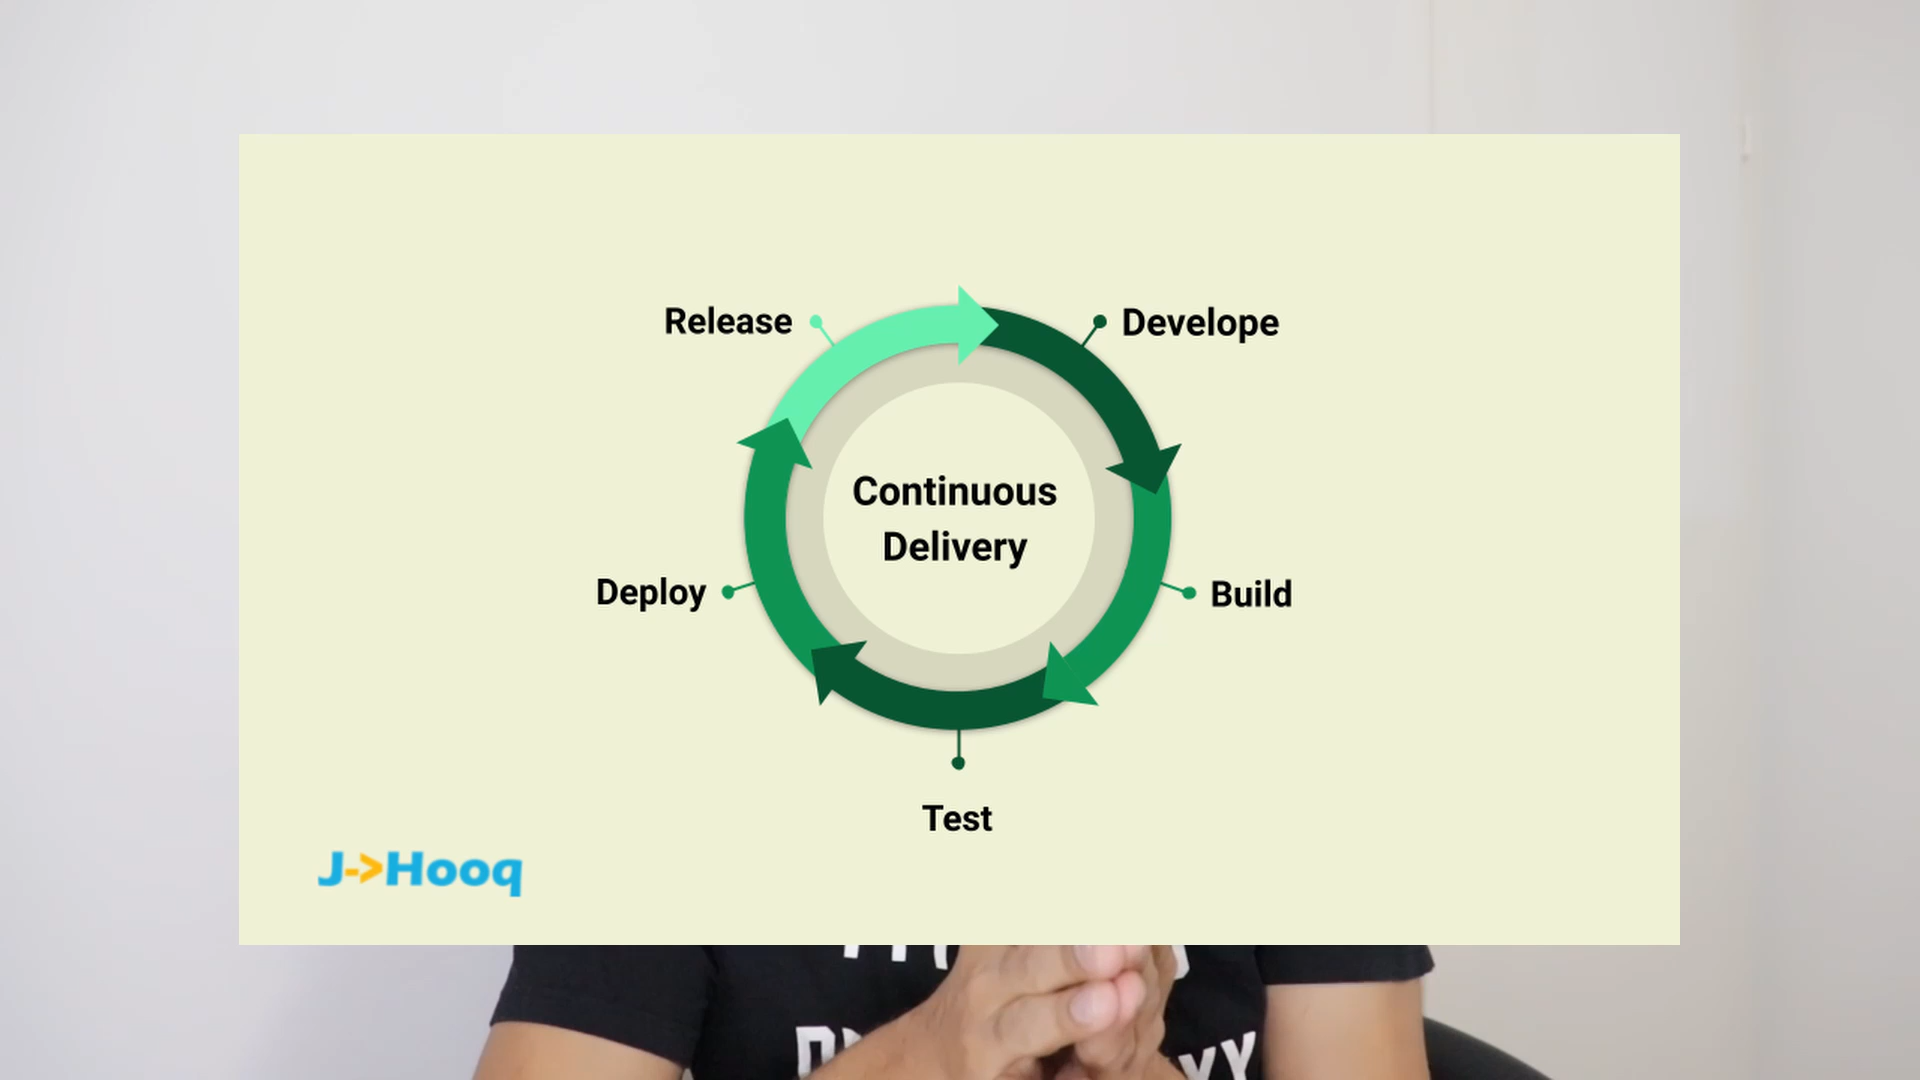 Release
Develope
Continuous
Delivery
Deploy
Build
Test
J->Hooq